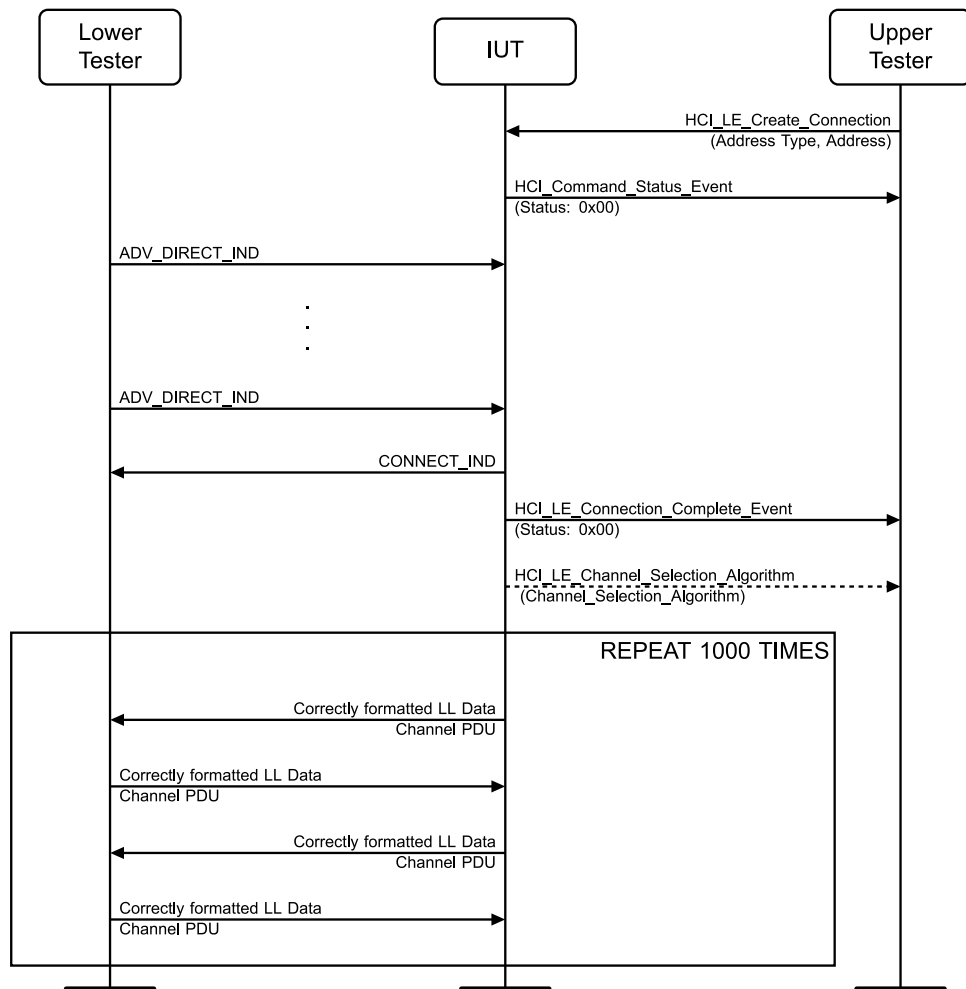 Lower
Tester
IUT
Upper
Tester
HCI_LE_Create_Connection
(Address Type, Address)
HCI_Command_Status_Event
(Status: 0x00)
ADV_DIRECT_IND
.
.
.
ADV_DIRECT_IND
CONNECT_IND
HCI_LE_Connection_Complete_Event
(Status: 0x00)
HCI_LE_Channel_Selection_Algorithm
(Channel_Selection_Algorithm)
REPEAT 1000 TIMES
Correctly formatted LL Data
Channel PDU
Correctly formatted LL Data
Channel PDU
Correctly formatted LL Data
Channel PDU
Correctly formatted LL Data
Channel PDU